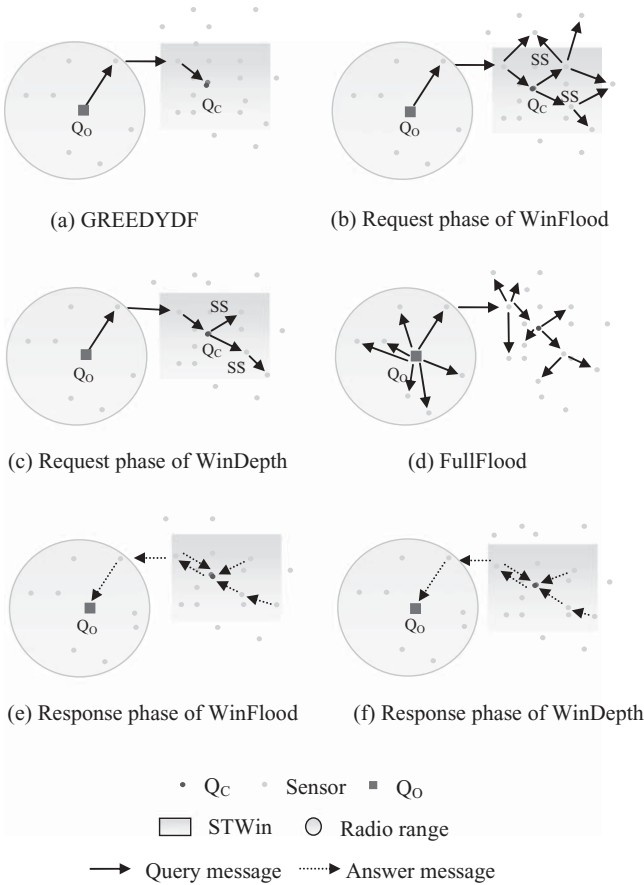 Q_O
Q_C
(a) GREEDYDF
SS
SS
Q_O
Q_C
(b) Request phase of WinFlood
SS
SS
Q_O
Q_C
(c) Request phase of WinDepth
Q_O
(d) FullFlood
Q_O
(e) Response phase of WinFlood
Q_O
(f) Response phase of WinDepth
Q_C Sensor Q_O
STWin Radio range
Query message Answer message